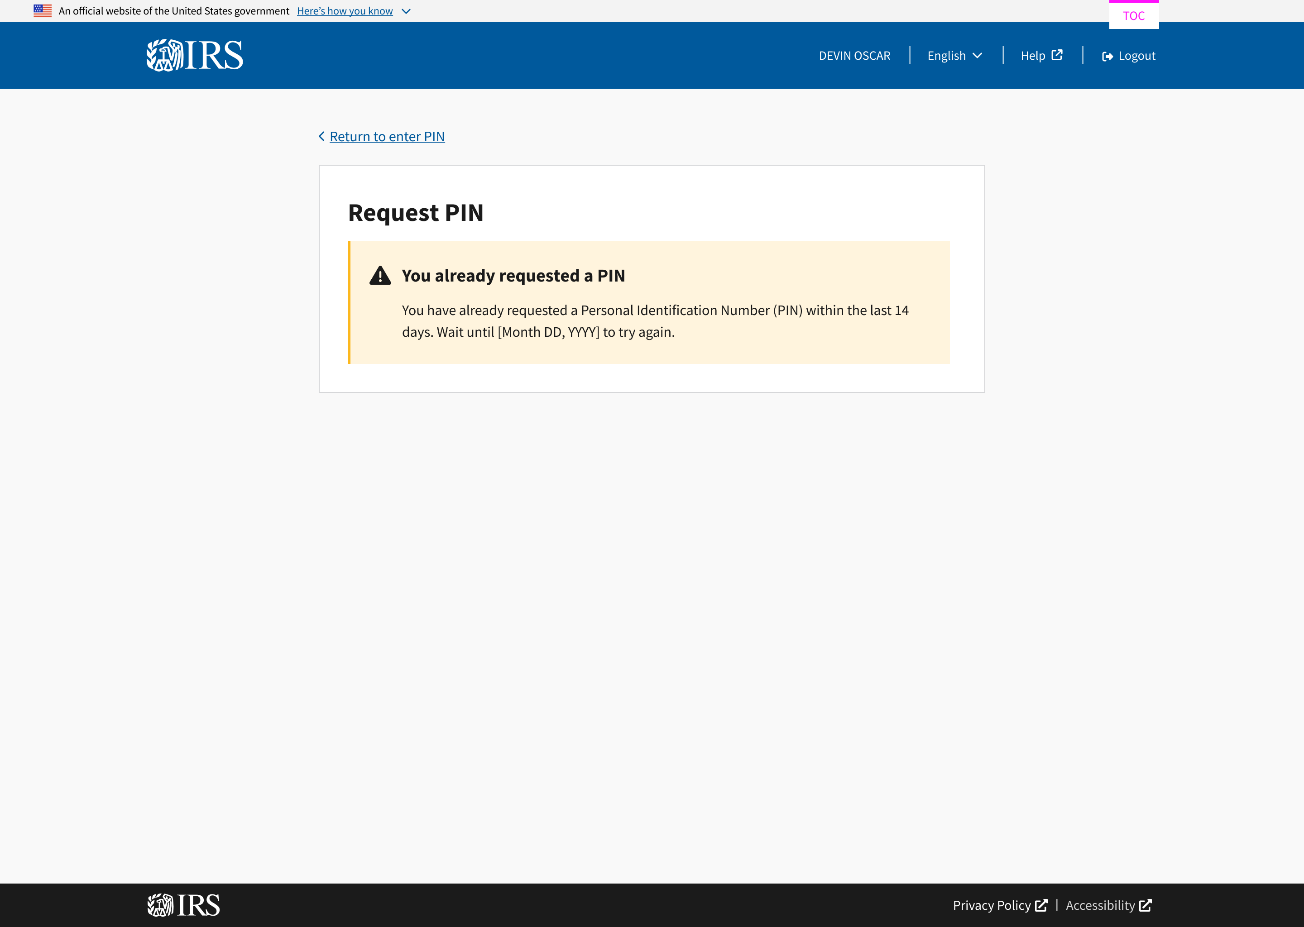 An official website of the United States government Here's how you know
TOC
IRS
DEVIN OSCAR
English
Help
Logout
Return to enter PIN
Request PIN
You already requested a PIN
You have already requested a Personal Identification Number (PIN) within the last 14
days. Wait until [Month DD, YYYY] to try again.
IRS
Privacy Policy | Accessibility